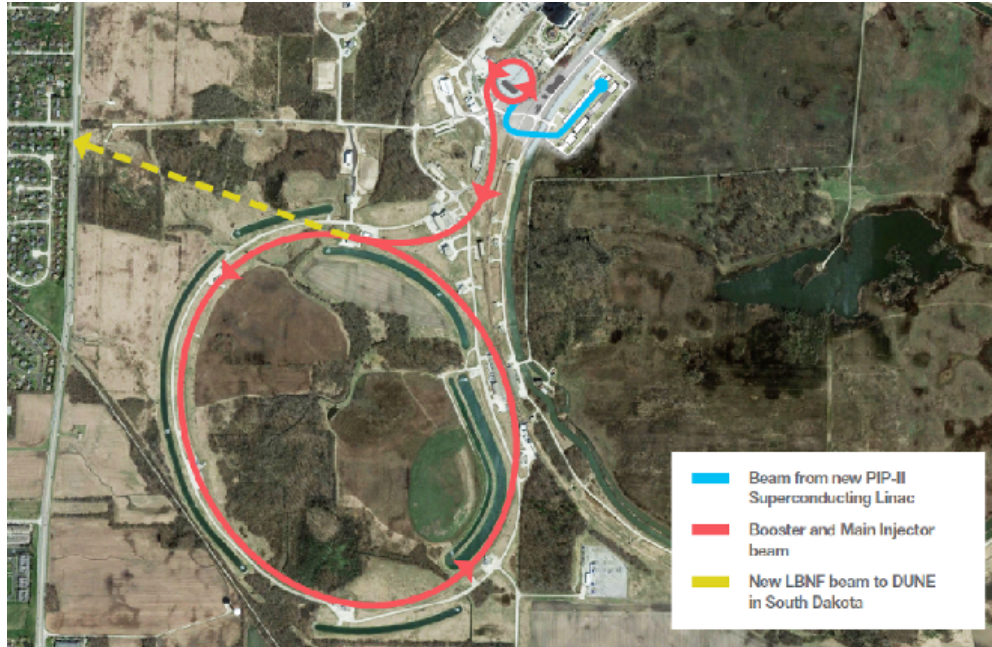 Beam from new PIP-II
Superconducting Linac
Booster and Main Injector
beam
New LBNF beam to DUNE
in South Dakota